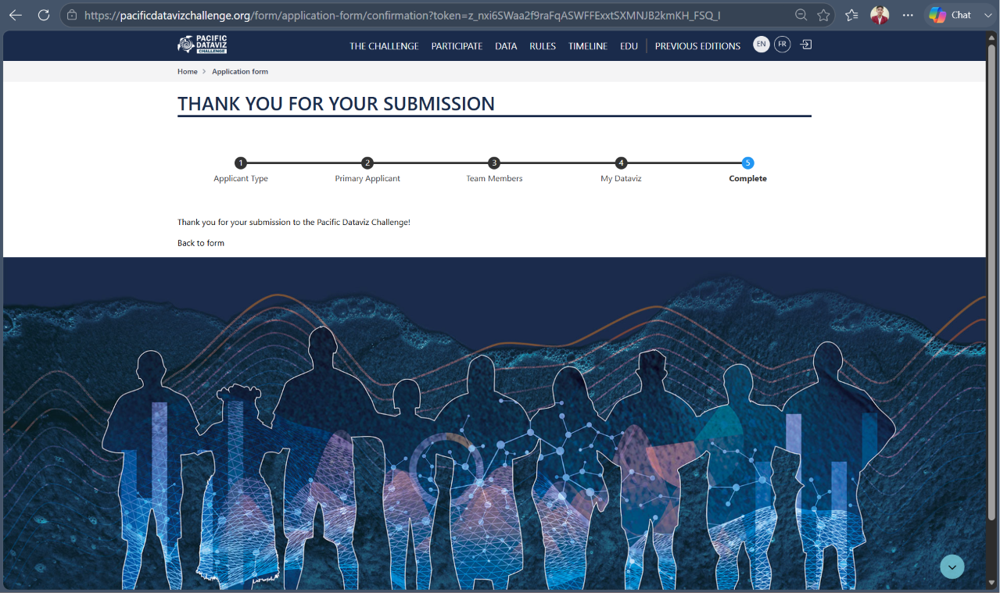 https://pacificdatavizchallenge.org/form/application-form/confirmation?token=z_nxi6SWaa2f9raFqASWFFExxtSXMNJB2kmKH_FSQ_I
Chat
PACIFIC
DATAVIZ
CHALLENGE
THE CHALLENGE PARTICIPATE DATA RULES TIMELINE EDU PREVIOUS EDITIONS EN FR
Home > Application form
THANK YOU FOR YOUR SUBMISSION
1 2 3 4 5
Applicant Type Primary Applicant Team Members My Dataviz Complete
Thank you for your submission to the Pacific Dataviz Challenge!
Back to form